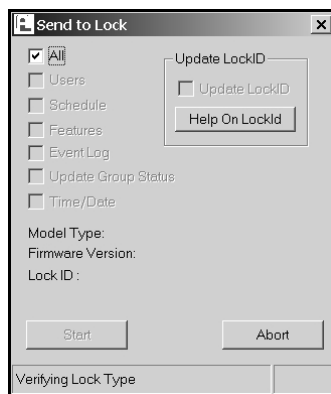 Send to Lock
All
Users
Schedule
Features
Event Log
Update Group Status
Time/Date
Update LockID
Update LockID
Help On LockId
Model Type:
Firmware Version:
Lock ID :
Start
Abort
Verifying Lock Type